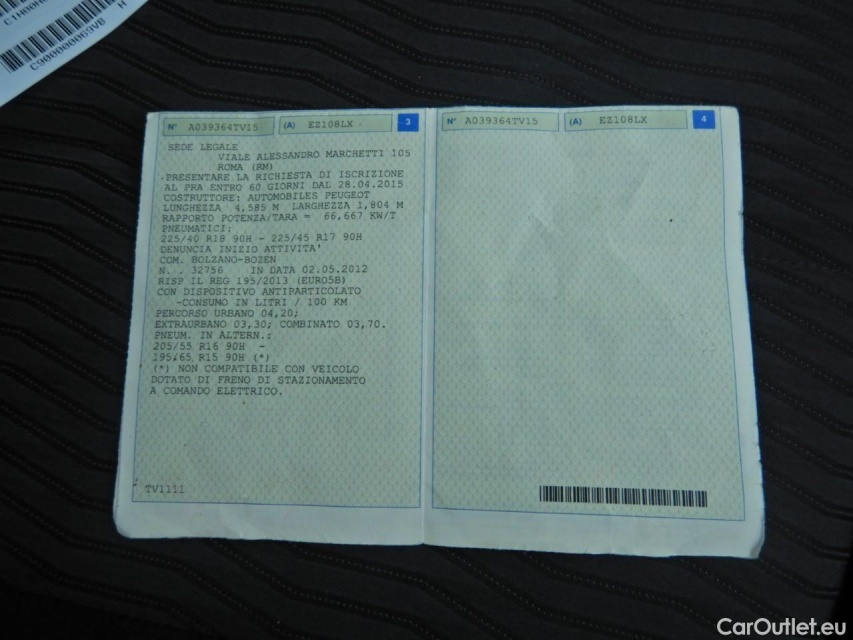 C90000009V8 H
N° A039364TV15 (A) EZ108LX 3
SEDE LEGALE
VIALE ALESSANDRO MARCHETTI 105
ROMA (RM)
-PRESENTARE LA RICHIESTA DI ISCRIZIONE
AL PRA ENTRO 60 GIORNI DAL 28.04.2015
COSTRUTTORE: AUTOMOBILES PEUGEOT
LUNGHEZZA 4,585 M LARGHEZZA 1,804 M
RAPPORTO POTENZA/TARA = 66,667 KW/T
PNEUMATICI:
225/40 R18 90H - 225/45 R17 90H
DENUNCIA INIZIO ATTIVITA'
COM. BOLZANO-BOZEN
N. . 32756 IN DATA 02.05.2012
RISP IL REG 195/2013 (EURO5B)
CON DISPOSITIVO ANTIPARTICOLATO
-CONSUMO IN LITRI / 100 KM
PERCORSO URBANO 04,20;
EXTRAURBANO 03,30; COMBINATO 03,70.
PNEUM. IN ALTERN.:
205/55 R16 90H -
195/65 R15 90H (*)
(*) NON COMPATIBILE CON VEICOLO
DOTATO DI FRENO DI STAZIONAMENTO
A COMANDO ELETTRICO.
TV1111
N° A039364TV15 (A) EZ108LX 4
CarOutlet.eu